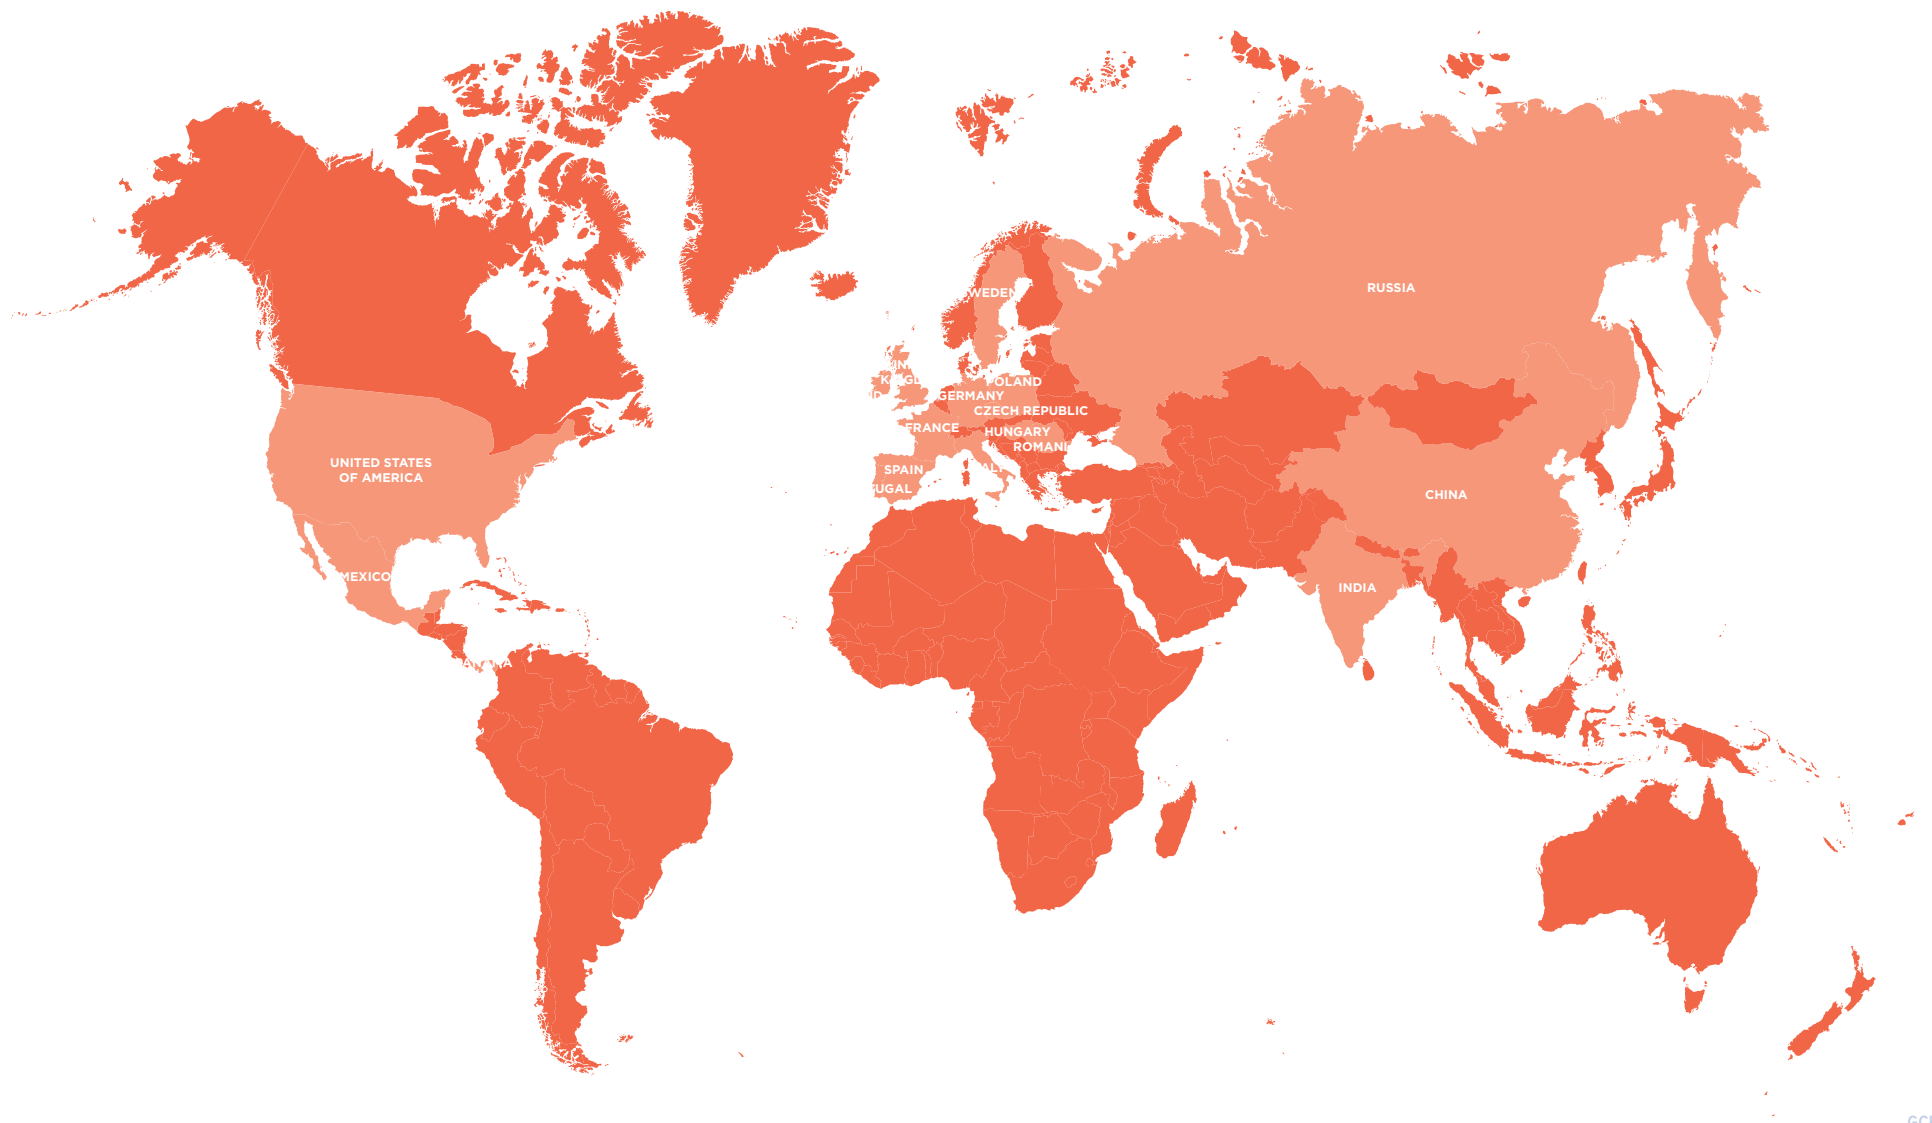 RUSSIA
WEDEN
POLAND
GERMANY
CZECH REPUBLIC
FRANCE
HUNGARY
ROMANI
UNITED STATES
OF AMERICA
SPAIN
UGAL
CHINA
MEXICO
INDIA